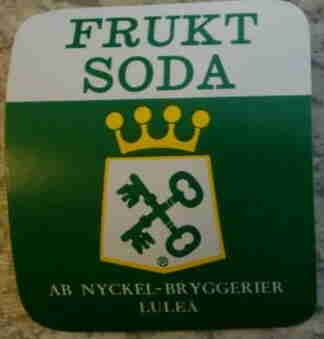 FRUKT
SODA
®
AB NYCKEL-BRYGGERIER
LULEÅ